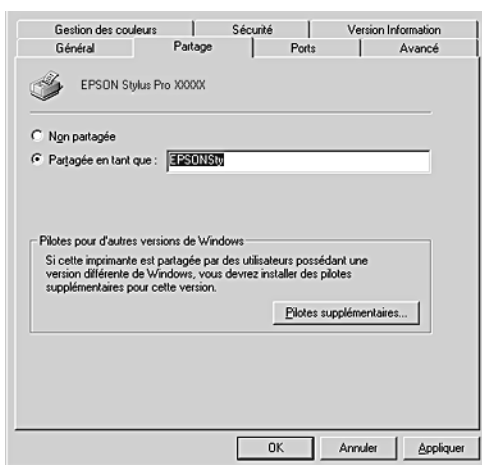 Gestion des couleurs Sécurité Version Information
Général Partage Ports Avancé
EPSON Stylus Pro XXXXX
Non partagée
Partagée en tant que : EPSONSty
Pilotes pour d'autres versions de Windows
Si cette imprimante est partagée par des utilisateurs possédant une
version différente de Windows, vous devrez installer des pilotes
supplémentaires pour cette version.
Pilotes supplémentaires...
OK Annuler Appliquer